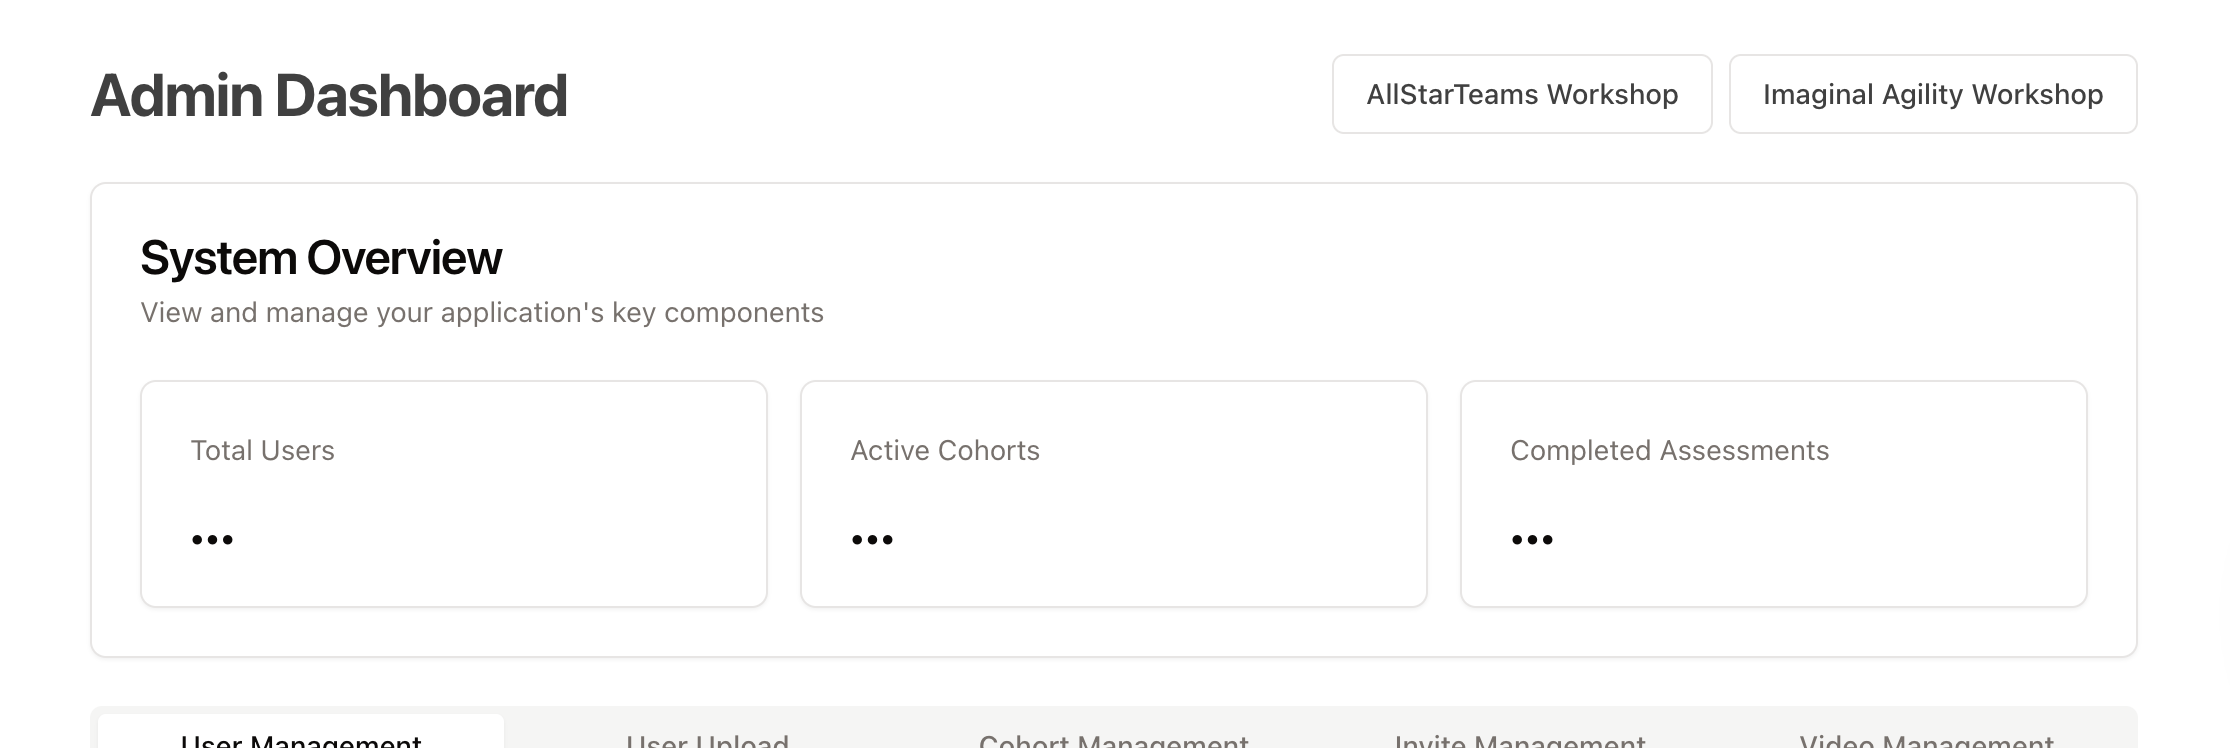 Admin Dashboard
AllStarTeams Workshop
Imaginal Agility Workshop
System Overview
View and manage your application's key components
Total Users
...
Active Cohorts
...
Completed Assessments
...
User Management
User Upload
Cohort Management
Invite Management
Video Management